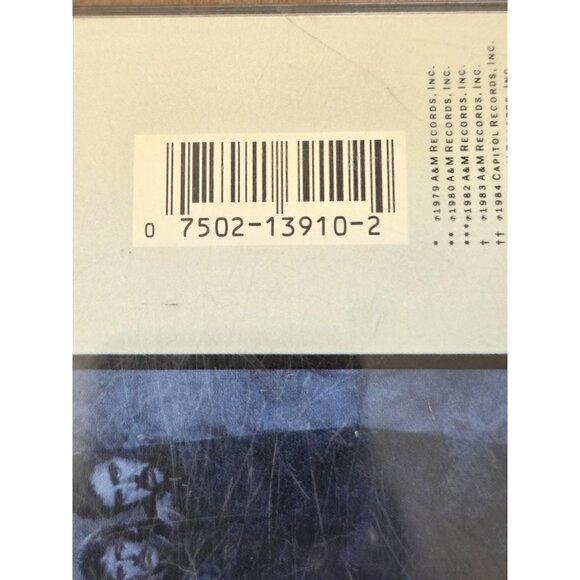 0 7502-13910-2
* ℗1979 A&M RECORDS, INC.
** ℗1980 A&M RECORDS, INC.
*** ℗1982 A&M RECORDS, INC.
† ℗1983 A&M RECORDS, INC.
†† ℗1984 CAPITOL RECORDS, INC.